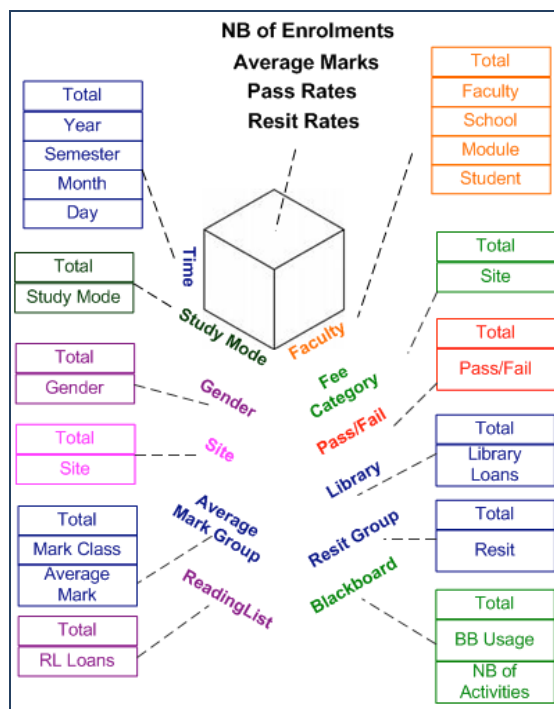 NB of Enrolments
Average Marks
Pass Rates
Resit Rates
Total
Year
Semester
Month
Day
Total
Faculty
School
Module
Student
Time
Total
Study Mode
Study Mode
Faculty
Total
Site
Fee
Category
Total
Gender
Gender
Total
Pass/Fail
Pass/Fail
Total
Site
Site
Library
Total
Library
Loans
Total
Mark Class
Average
Mark
Average
Mark Group
Resit Group
Total
Resit
ReadingList
Blackboard
Total
RL Loans
Total
BB Usage
NB of
Activities